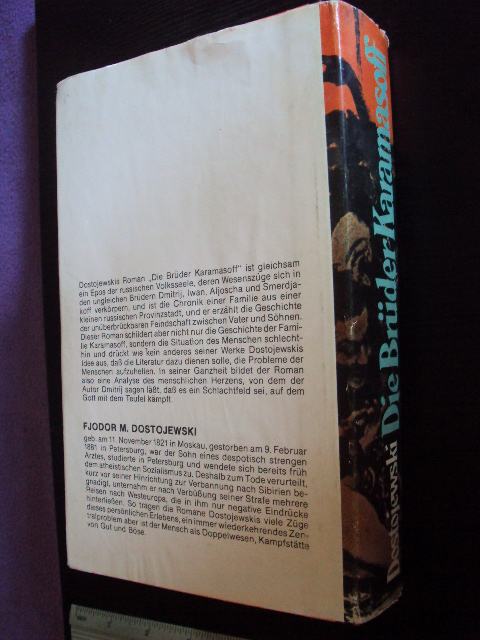 Dostojewskis Roman „Die Brüder Karamasoff" ist gleichsam
ein Epos der russischen Volksseele, deren Wesenszüge sich in
den ungleichen Brüdern Dmitrij, Iwan, Aljoscha und Smerdja-
koff verkörpern, und ist die Chronik einer Familie aus einer
kleinen russischen Provinzstadt, und er erzählt die Geschichte
der unüberbrückbaren Feindschaft zwischen Vater und Söhnen.
Dieser Roman schildert aber nicht nur die Geschichte der Fami-
lie Karamasoff, sondern die Situation des Menschen schlecht-
hin und drückt wie kein anderes seiner Werke Dostojewskis
Idee aus, daß die Literatur dazu dienen solle, die Probleme der
Menschen aufzuhellen. In seiner Ganzheit bildet der Roman
also eine Analyse des menschlichen Herzens, von dem der
Autor Dmitrij sagen läßt, daß es ein Schlachtfeld sei, auf dem
Gott mit dem Teufel kämpft.
FJODOR M. DOSTOJEWSKI
geb. am 11. November 1821 in Moskau, gestorben am 9. Februar
1881 in Petersburg, war der Sohn eines despotisch strengen
Arztes, studierte in Petersburg und wendete sich bereits früh
dem atheistischen Sozialismus zu. Deshalb zum Tode verurteilt,
kurz vor seiner Hinrichtung zur Verbannung nach Sibirien be-
gnadigt, unternahm er nach Verbüßung seiner Strafe mehrere
Reisen nach Westeuropa, die in ihm nur negative Eindrücke
hinterließen. So tragen die Romane Dostojewskis viele Züge
dieses persönlichen Erlebens, ein immer wiederkehrendes Zen-
tralproblem aber ist der Mensch als Doppelwesen, Kampfstätte
von Gut und Böse.
Dostojewski Die Brüder Karamasoff